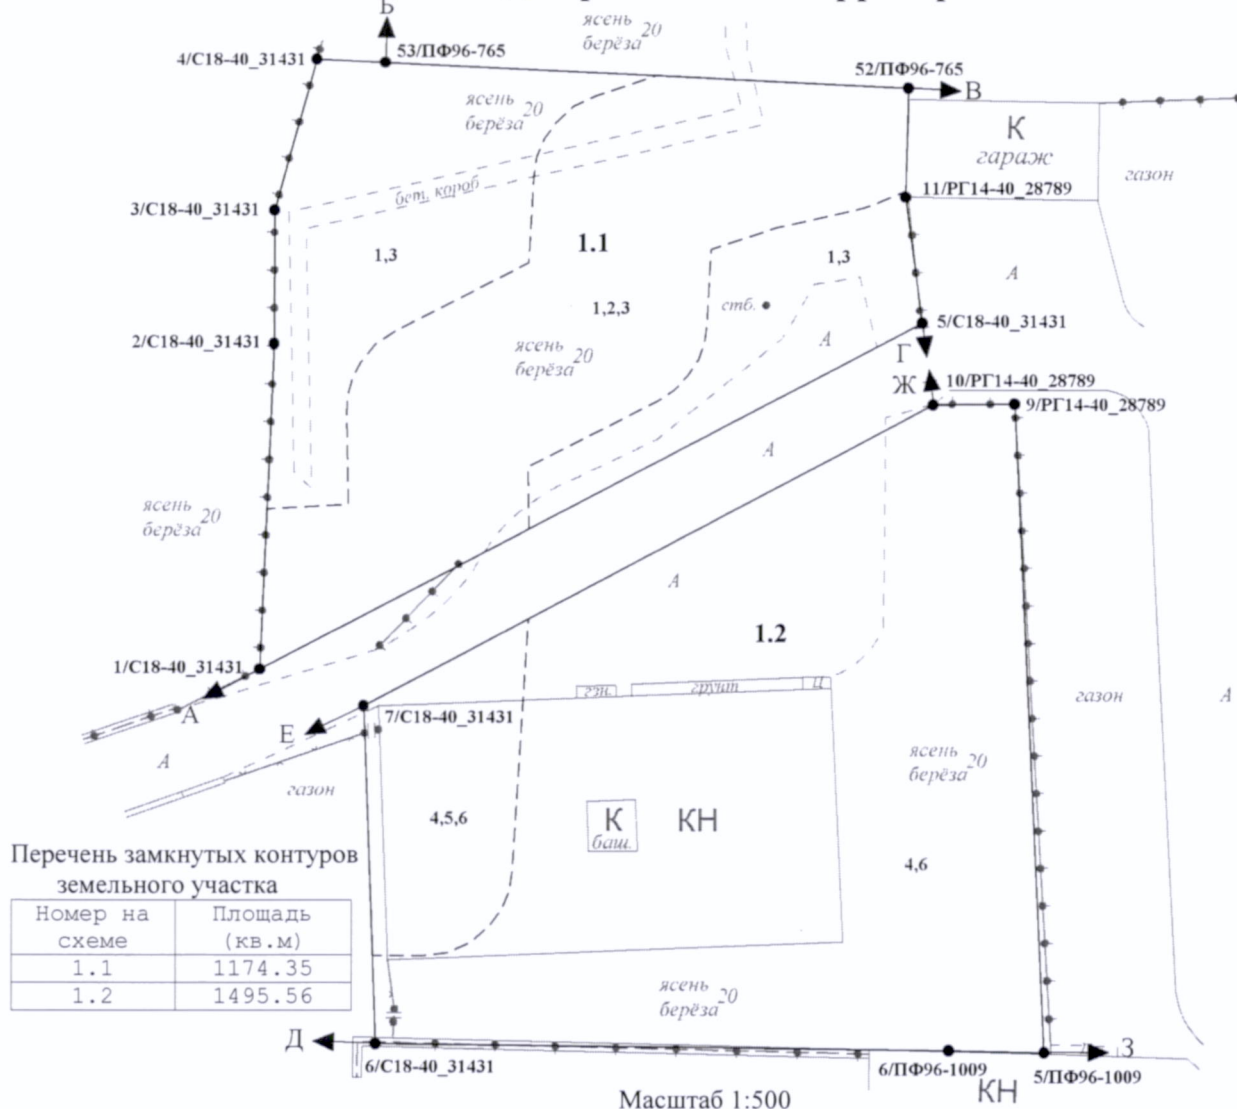 Б
ясень 20
берёза
4/С18-40_31431
53/ПФ96-765
52/ПФ96-765
В
ясень 20
берёза
К
гараж
газон
бет. короб
11/РГ14-40_28789
3/С18-40_31431
1.1
1,3
1,3
А
1,2,3
стб.
5/С18-40_31431
2/С18-40_31431
ясень 20
берёза
А
Г
Ж
10/РГ14-40_28789
9/РГ14-40_28789
А
ясень 20
берёза
А
1.2
1/С18-40_31431
гзн.
грунт
Ц
газон
А
А
7/С18-40_31431
Е
А
ясень 20
берёза
газон
4,5,6
К
баш.
КН
4,6
Перечень замкнутых контуров
земельного участка
Номер на схеме
Площадь (кв.м)
1.1 1174.35
1.2 1495.56
ясень 20
берёза
Д
З
6/С18-40_31431
6/ПФ96-1009
5/ПФ96-1009
КН
Масштаб 1:500